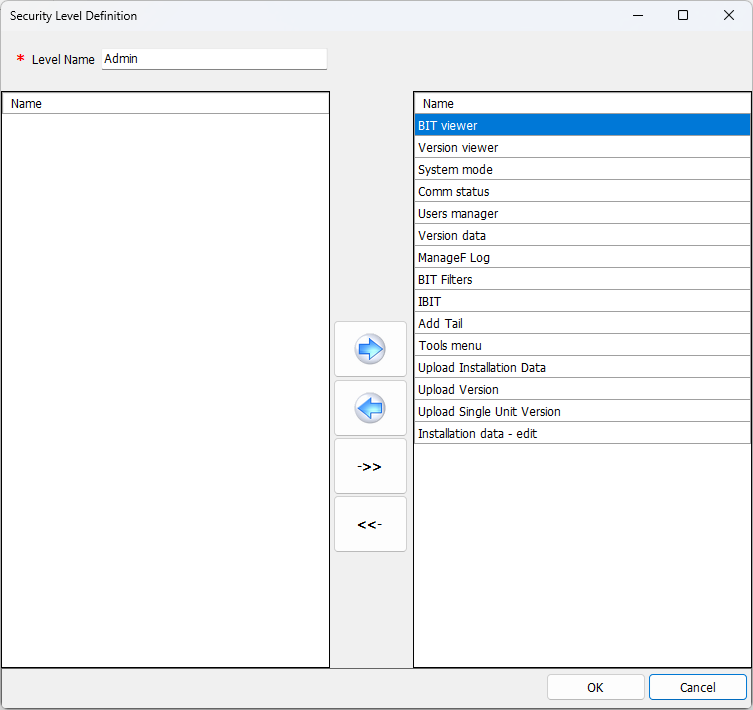 Security Level Definition
* Level Name Admin
Name
Name
BIT viewer
Version viewer
System mode
Comm status
Users manager
Version data
ManageF Log
BIT Filters
IBIT
Add Tail
Tools menu
Upload Installation Data
Upload Version
Upload Single Unit Version
Installation data - edit
->>
<<-
OK
Cancel